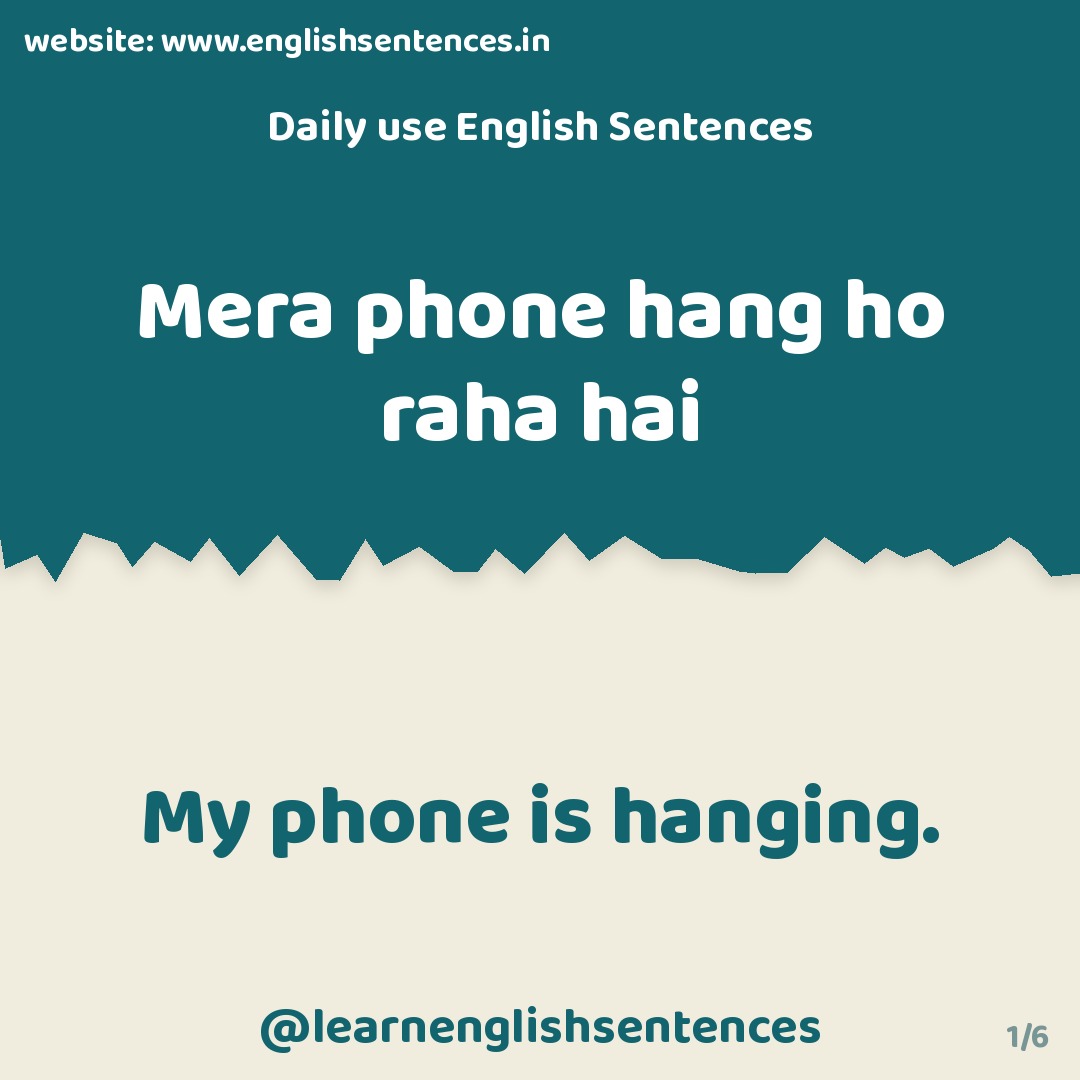 website: www.englishsentences.in
Daily use English Sentences
Mera phone hang ho
raha hai
My phone is hanging.
@learnenglishsentences
1/6